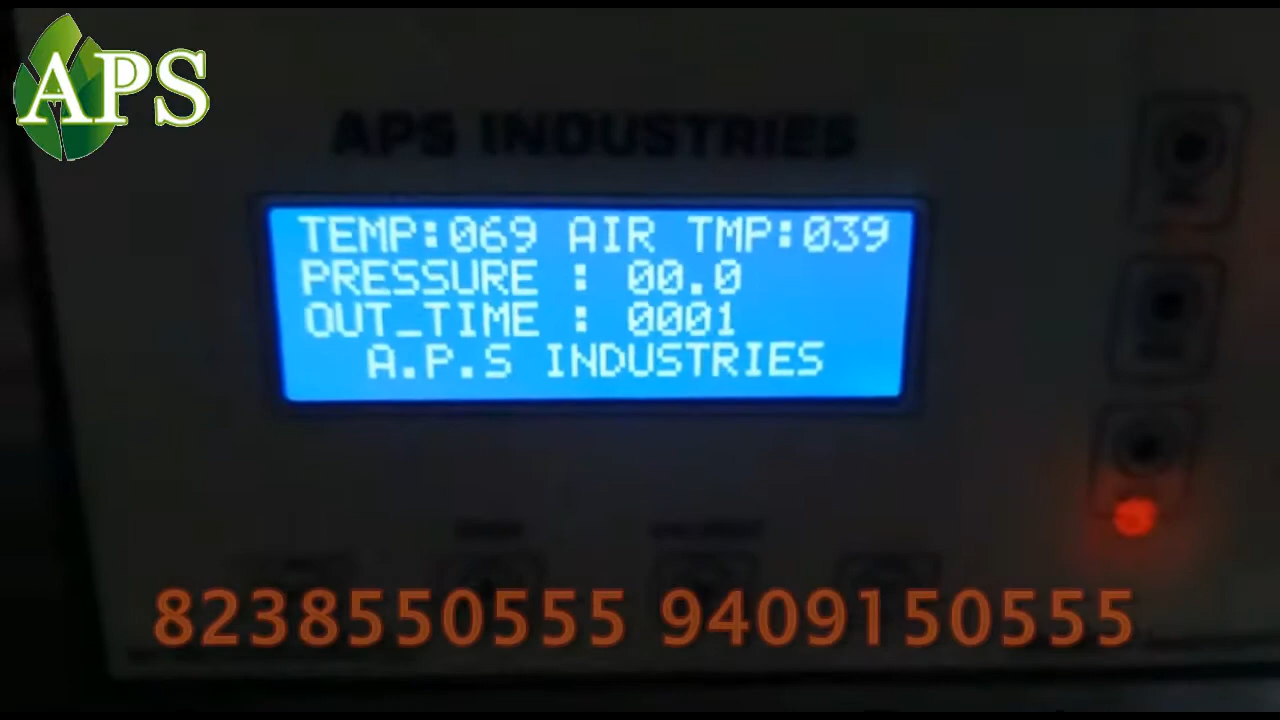 APS
APS INDUSTRIES
TEMP:069 AIR TMP:039
PRESSURE : 00.0
OUT_TIME : 0001
A.P.S INDUSTRIES
8238550555 9409150555